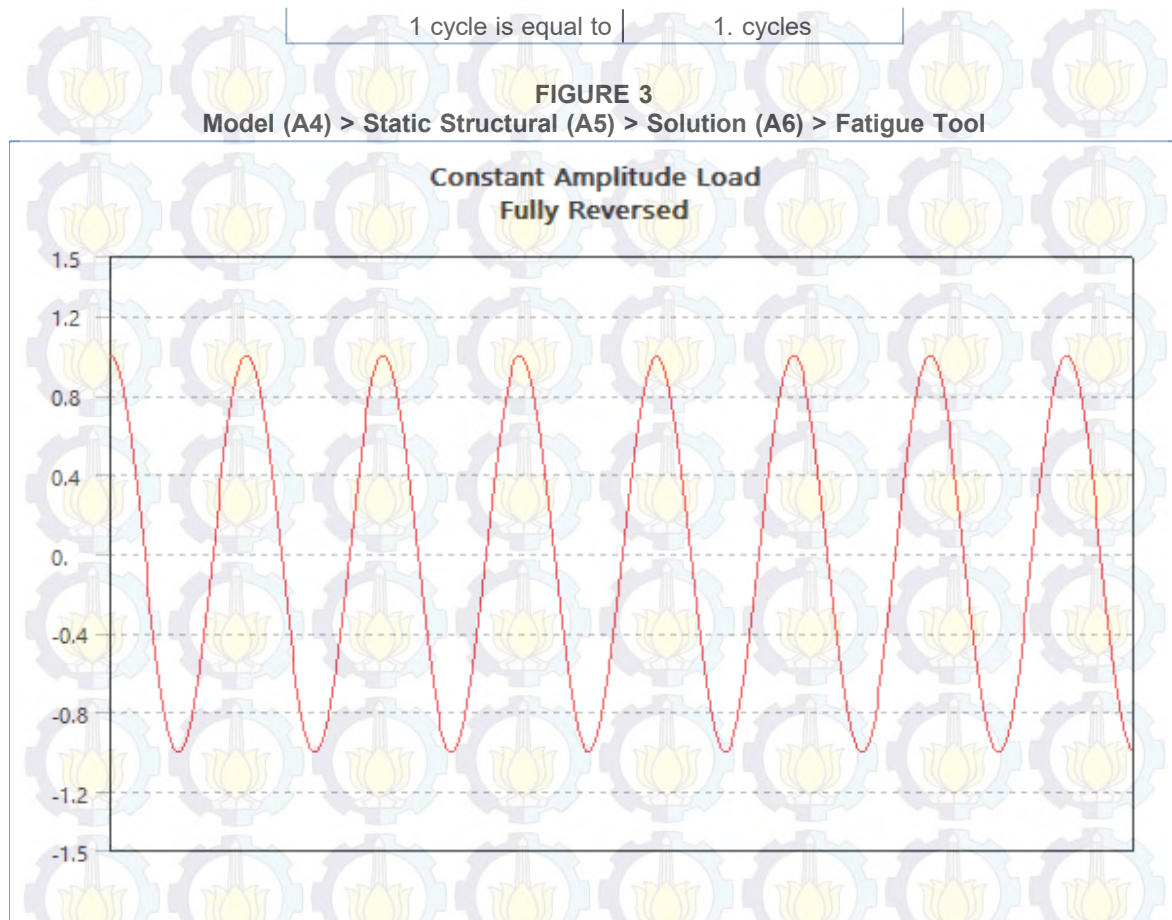 1 cycle is equal to 1. cycles
FIGURE 3
Model (A4) > Static Structural (A5) > Solution (A6) > Fatigue Tool
Constant Amplitude Load
Fully Reversed
1.5
1.2
0.8
0.4
0.
-0.4
-0.8
-1.2
-1.5